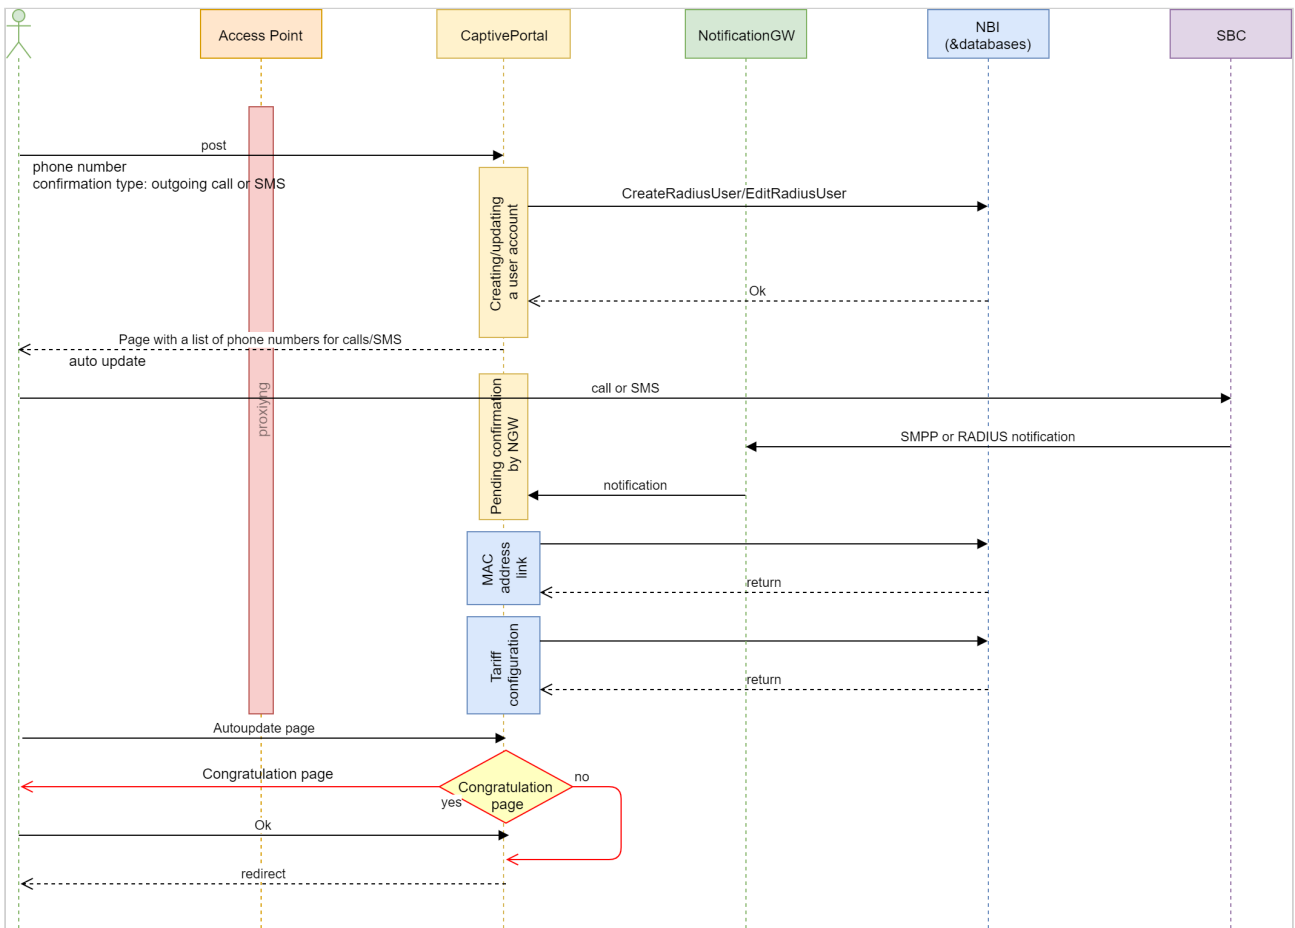 Access Point
CaptivePortal
NotificationGW
NBI
(&databases)
SBC
post
phone number
confirmation type: outgoing call or SMS
CreateRadiusUser/EditRadiusUser
Creating/updating
a user account
Ok
Page with a list of phone numbers for calls/SMS
auto update
proxiyng
call or SMS
Pending confirmation
by NGW
SMPP or RADIUS notification
notification
MAC
address
link
return
Tariff
configuration
return
Autoupdate page
Congratulation page
Congratulation
page
no
yes
Ok
redirect